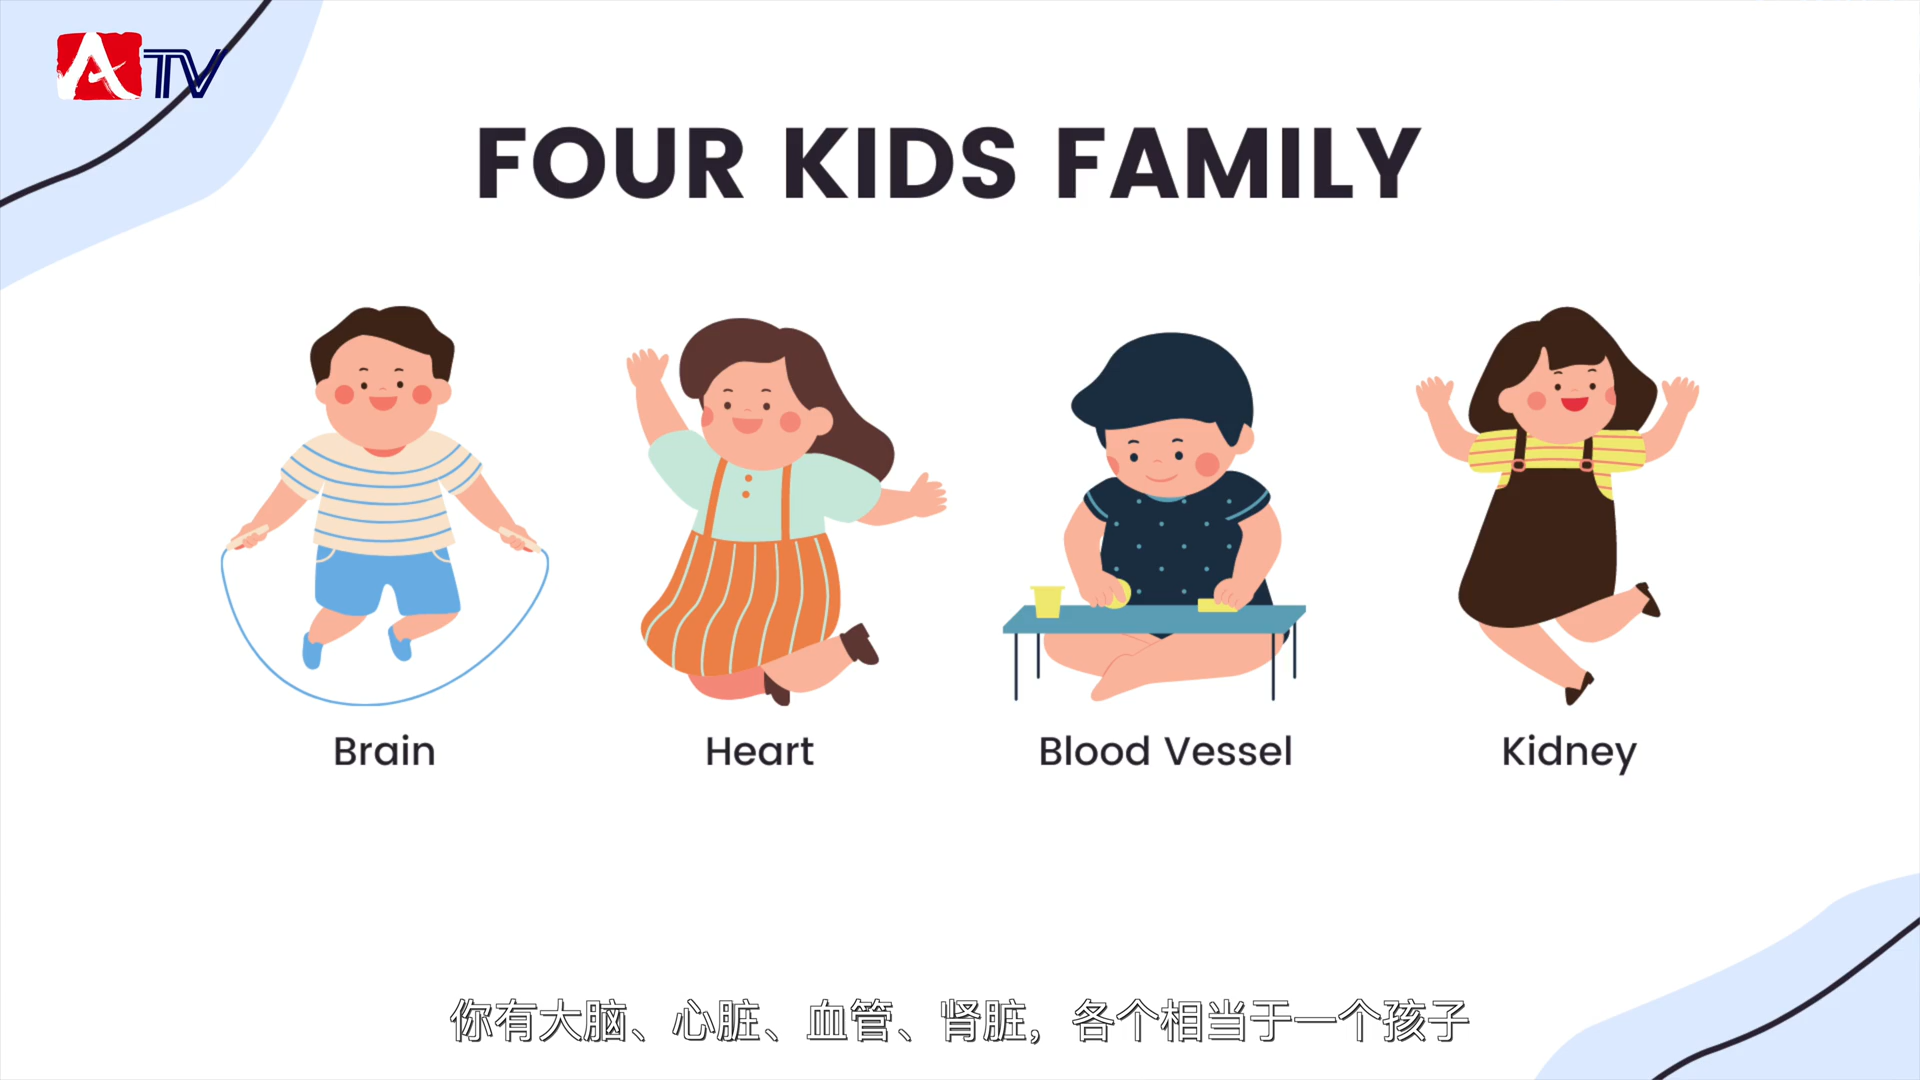 ATV
FOUR KIDS FAMILY
Brain
Heart
Blood Vessel
Kidney
你有大脑、心脏、血管、肾脏，各个相当于一个孩子